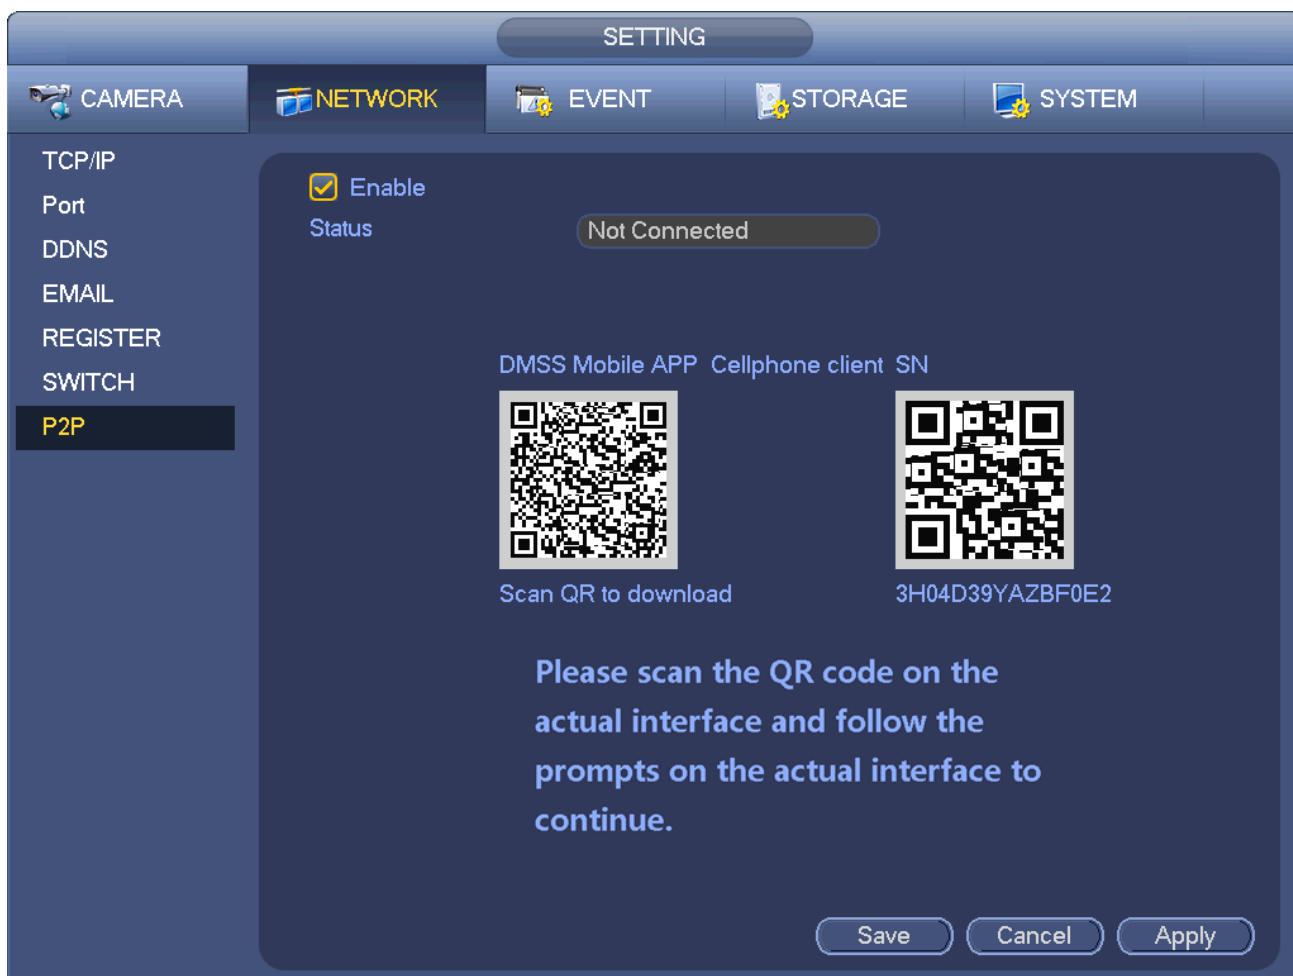 SETTING
CAMERA NETWORK EVENT STORAGE SYSTEM
TCP/IP
Port
DDNS
EMAIL
REGISTER
SWITCH
P2P
Enable
Status Not Connected
DMSS Mobile APP Cellphone client SN
Scan QR to download 3H04D39YAZBF0E2
Please scan the QR code on the
actual interface and follow the
prompts on the actual interface to
continue.
Save Cancel Apply